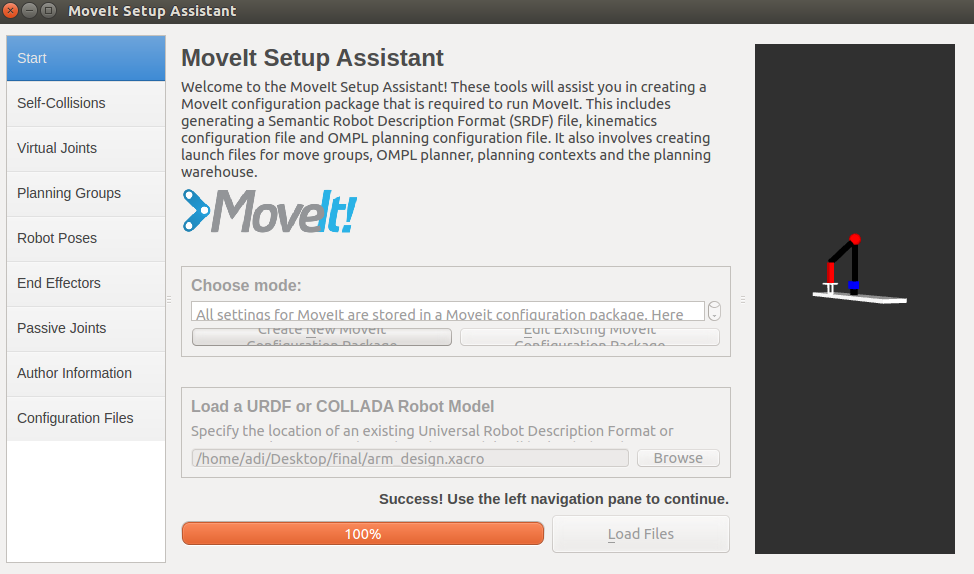 MoveIt Setup Assistant
Start
Self-Collisions
Virtual Joints
Planning Groups
Robot Poses
End Effectors
Passive Joints
Author Information
Configuration Files
MoveIt Setup Assistant
Welcome to the MoveIt Setup Assistant! These tools will assist you in creating a
MoveIt configuration package that is required to run MoveIt. This includes
generating a Semantic Robot Description Format (SRDF) file, kinematics
configuration file and OMPL planning configuration file. It also involves creating
launch files for move groups, OMPL planner, planning contexts and the planning
warehouse.
MoveIt!
Choose mode:
All settings for MoveIt are stored in a Moveit configuration package. Here
Create New MoveIt
Configuration Package
Edit Existing MoveIt
Configuration Package
Load a URDF or COLLADA Robot Model
Specify the location of an existing Universal Robot Description Format or
/home/adi/Desktop/final/arm_design.xacro
Browse
Success! Use the left navigation pane to continue.
100%
Load Files